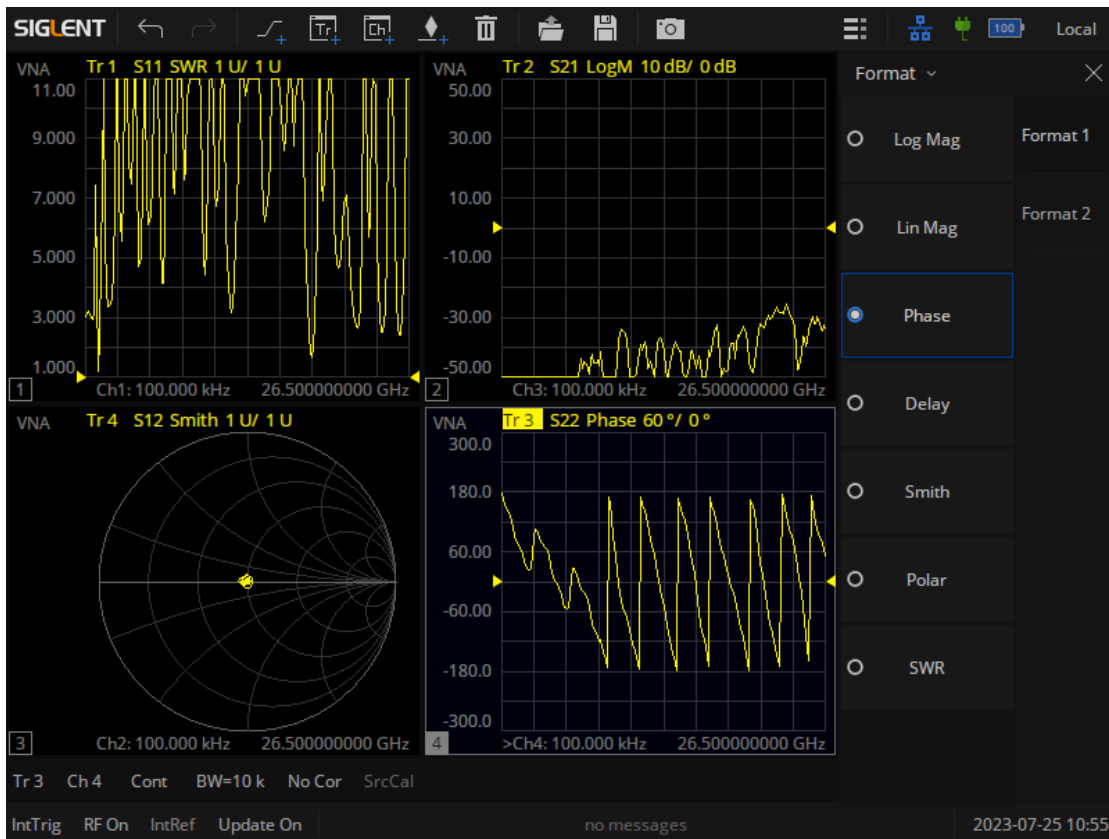 SIGLENT Tr Ch 100 Local
VNA Tr 1 S11 SWR 1 U/ 1 U
11.00
9.000
7.000
5.000
3.000
1.000
1 Ch1: 100.000 kHz 26.500000000 GHz
VNA Tr 2 S21 LogM 10 dB/ 0 dB
50.00
30.00
10.00
-10.00
-30.00
-50.00
2 Ch3: 100.000 kHz 26.500000000 GHz
VNA Tr 4 S12 Smith 1 U/ 1 U
3 Ch2: 100.000 kHz 26.500000000 GHz
VNA Tr 3 S22 Phase 60 °/ 0 °
300.0
180.0
60.00
-60.00
-180.0
-300.0
4 >Ch4: 100.000 kHz 26.500000000 GHz
Format
Log Mag
Lin Mag
Phase
Delay
Smith
Polar
SWR
Format 1
Format 2
Tr 3 Ch 4 Cont BW=10 k No Cor SrcCal
IntTrig RF On IntRef Update On no messages 2023-07-25 10:55